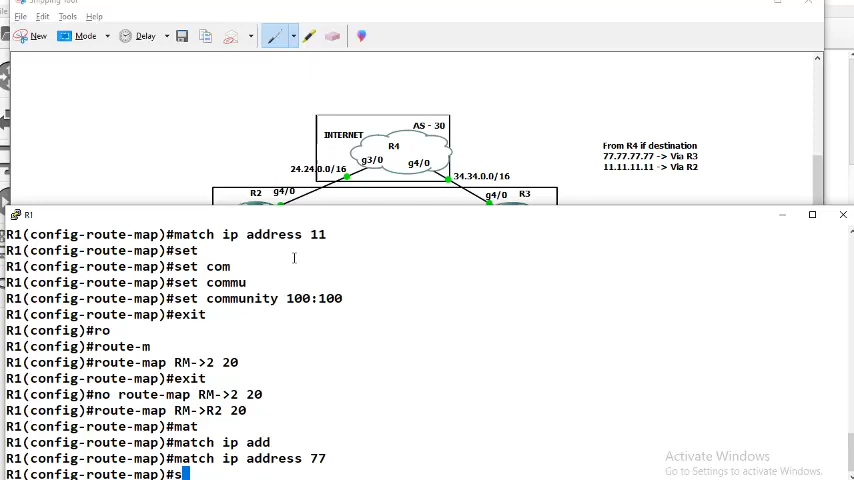 Snipping Tool
File Edit Tools Help
New Mode Delay
INTERNET
AS - 30
R4
g3/0
g4/0
24.24.0.0/16
34.34.0.0/16
R2 g4/0
g4/0 R3
From R4 if destination
77.77.77.77 -> Via R3
11.11.11.11 -> Via R2
R1
R1(config-route-map)#match ip address 11
R1(config-route-map)#set
R1(config-route-map)#set com
R1(config-route-map)#set commu
R1(config-route-map)#set community 100:100
R1(config-route-map)#exit
R1(config)#ro
R1(config)#route-m
R1(config)#route-map RM->2 20
R1(config-route-map)#exit
R1(config)#no route-map RM->2 20
R1(config)#route-map RM->R2 20
R1(config-route-map)#mat
R1(config-route-map)#match ip add
R1(config-route-map)#match ip address 77
R1(config-route-map)#s
Activate Windows
Go to Settings to activate Windows.